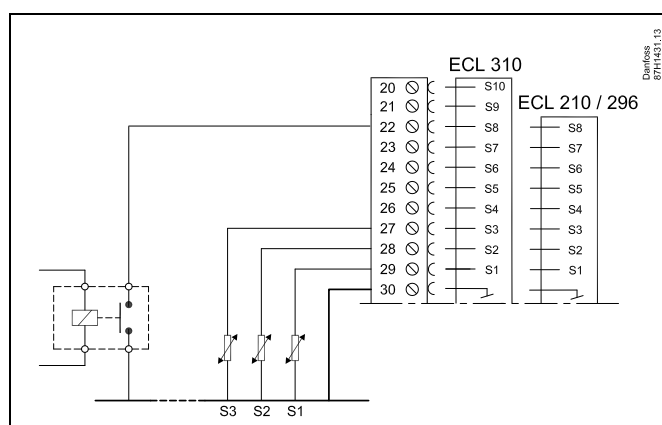 Danfoss
87H1431.13
ECL 310
ECL 210 / 296
20 S10
21 S9
22 S8 S8
23 S7 S7
24 S6 S6
25 S5 S5
26 S4 S4
27 S3 S3
28 S2 S2
29 S1 S1
30
S3 S2 S1